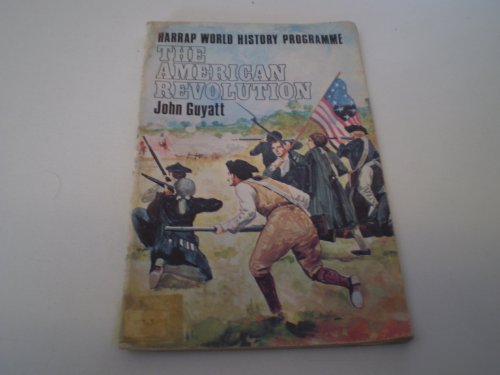 HARRAP WORLD HISTORY PROGRAMME
THE
AMERICAN
REVOLUTION
John Guyatt